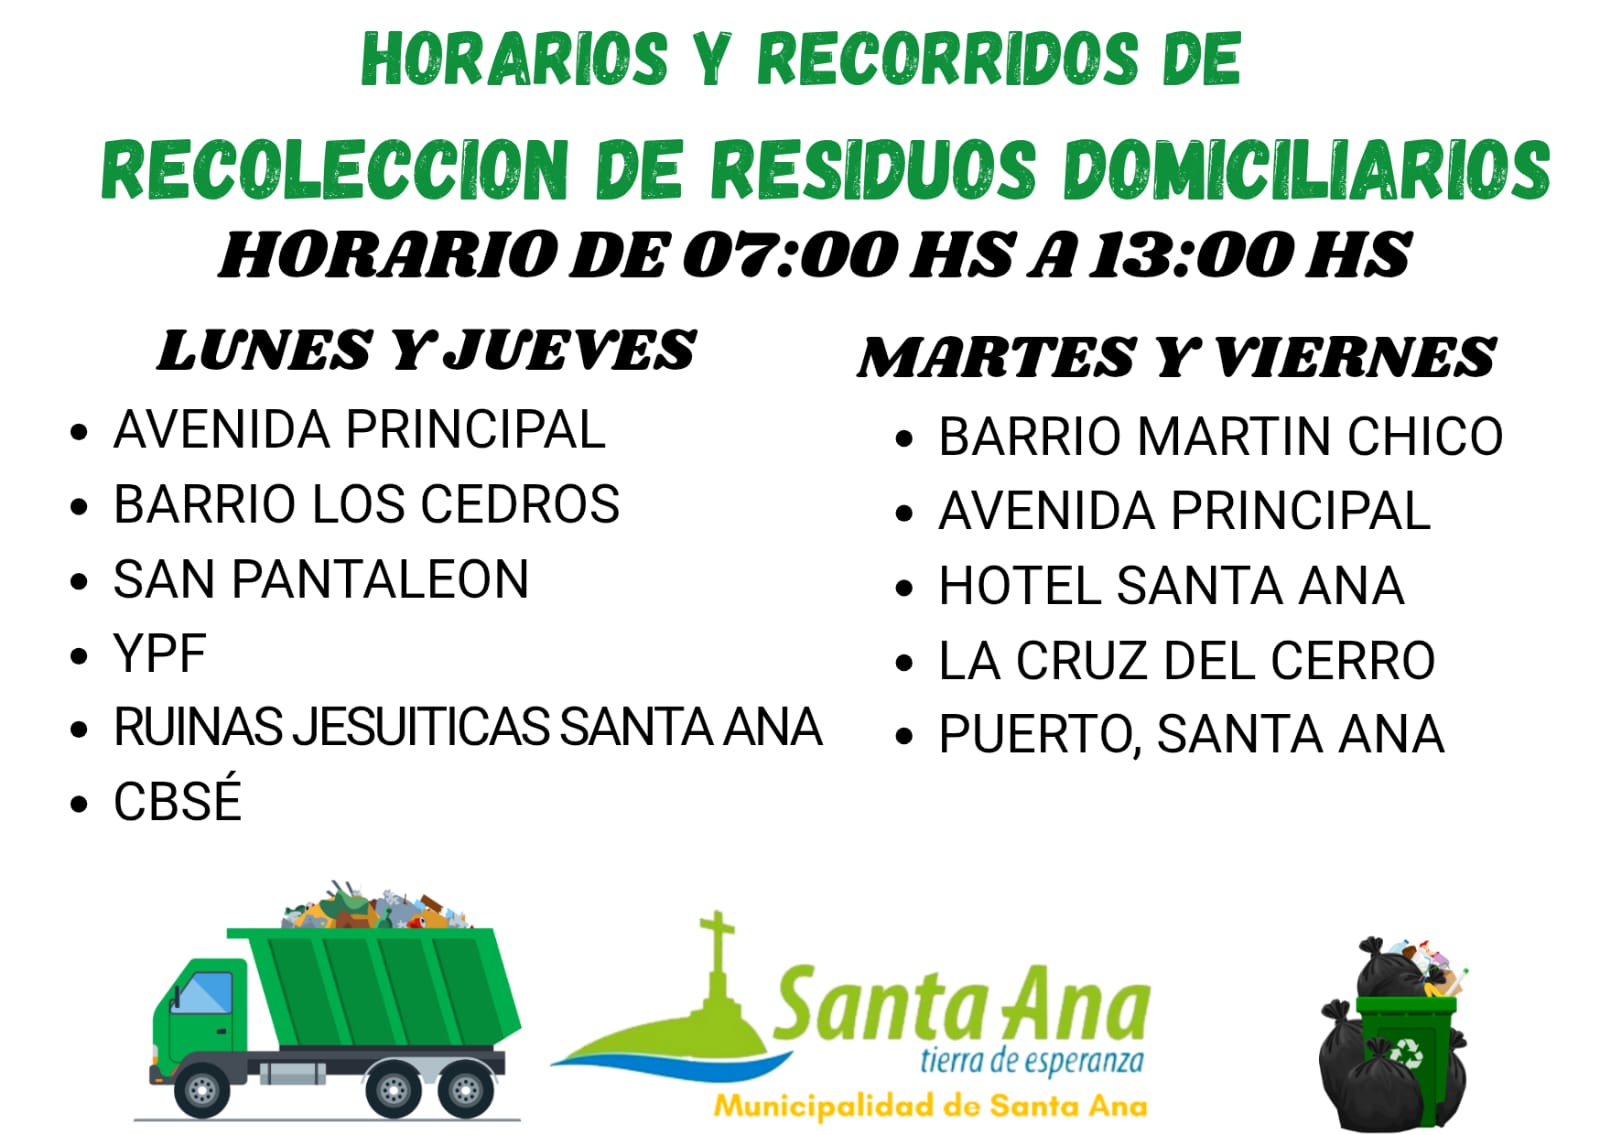 HORARIOS Y RECORRIDOS DE
RECOLECCION DE RESIDUOS DOMICILIARIOS
HORARIO DE 07:00 HS A 13:00 HS
LUNES Y JUEVES
• AVENIDA PRINCIPAL
• BARRIO LOS CEDROS
• SAN PANTALEON
• YPF
• RUINAS JESUITICAS SANTA ANA
• CBSÉ
MARTES Y VIERNES
• BARRIO MARTIN CHICO
• AVENIDA PRINCIPAL
• HOTEL SANTA ANA
• LA CRUZ DEL CERRO
• PUERTO, SANTA ANA
Santa Ana
tierra de esperanza
Municipalidad de Santa Ana